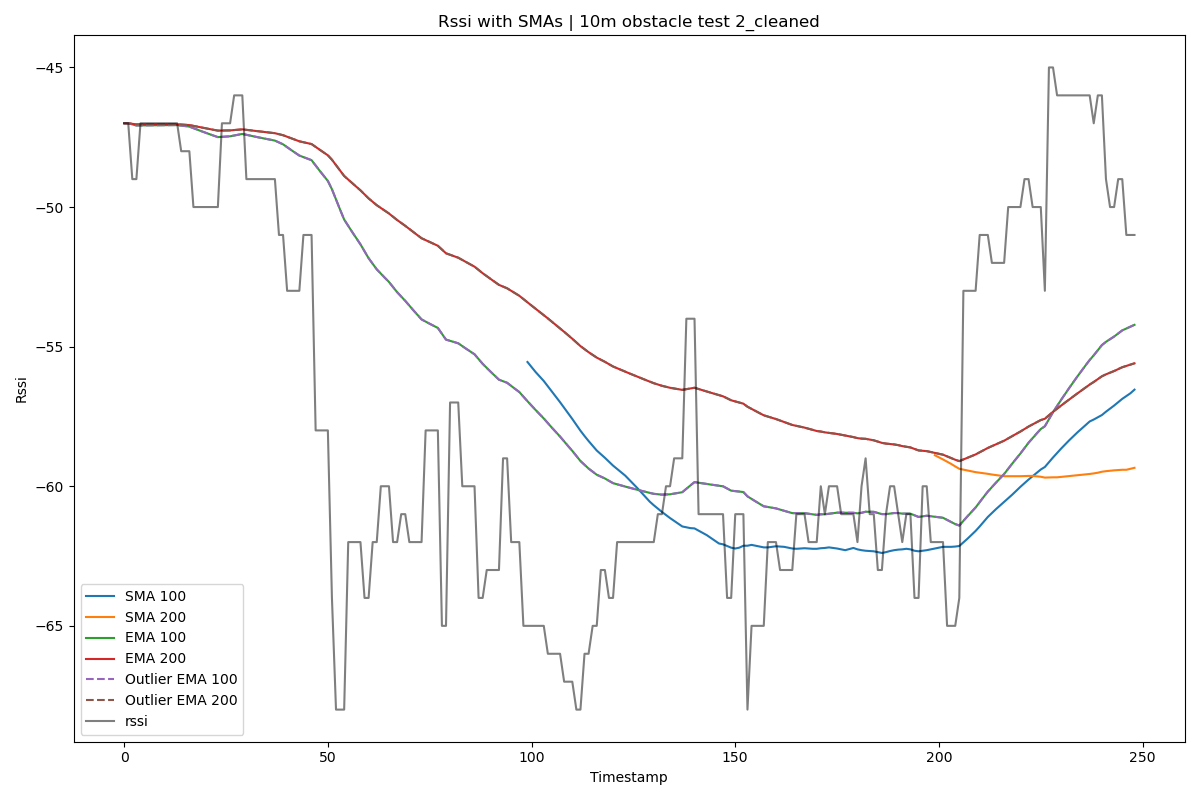 Rssi with SMAs | 10m obstacle test 2_cleaned
Rssi
−45
−50
−55
−60
−65
SMA 100
SMA 200
EMA 100
EMA 200
Outlier EMA 100
Outlier EMA 200
rssi
0 50 100 150 200 250
Timestamp